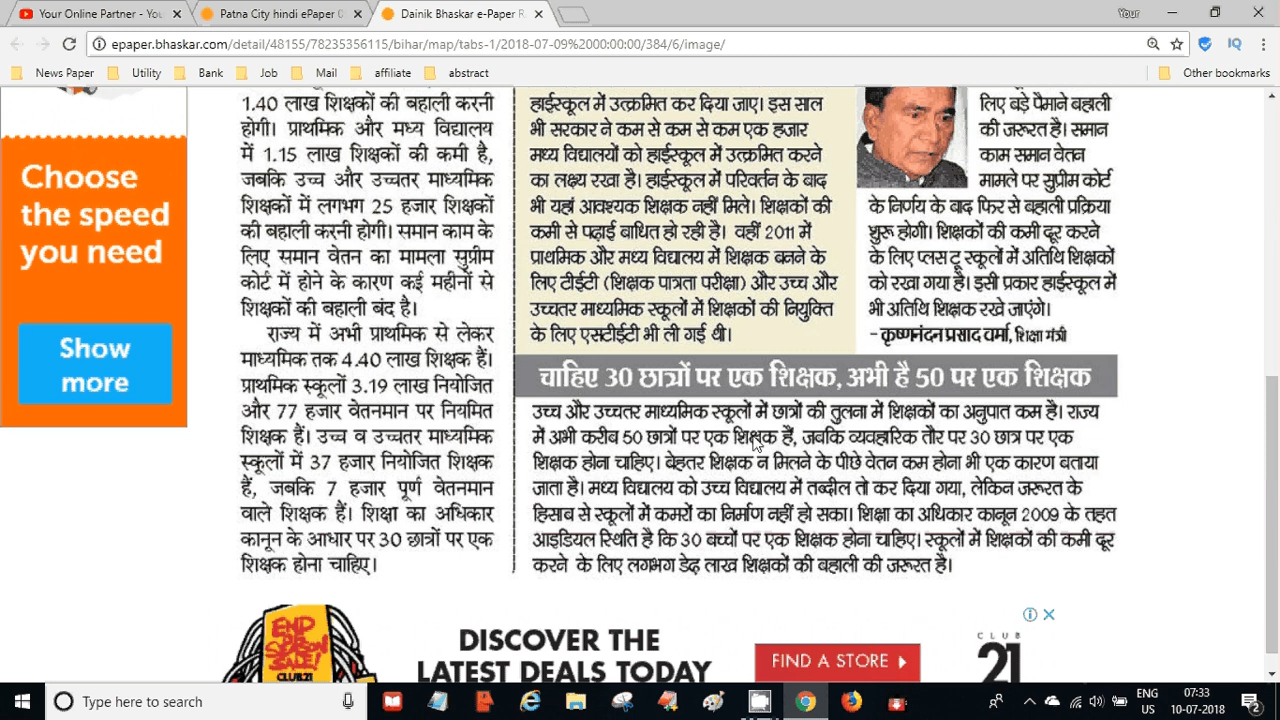 Your Online Partner - You
Patna City hindi ePaper 0
Dainik Bhaskar e-Paper R
Your
epaper.bhaskar.com/detail/48155/78235356115/bihar/map/tabs-1/2018-07-09%2000:00:00/384/6/image/
News Paper
Utility
Bank
Job
Mail
affiliate
abstract
Other bookmarks
Choose
the speed
you need
Show
more
1.40 लाख शिक्षकों की बहाली करनी
होगी। प्राथमिक और मध्य विद्यालय
में 1.15 लाख शिक्षकों की कमी है,
जबकि उच्च और उच्चतर माध्यमिक
शिक्षकों में लगभग 25 हजार शिक्षकों
की बहाली करनी होगी। समान काम के
लिए समान वेतन का मामला सुप्रीम
कोर्ट में होने के कारण कई महीनों से
शिक्षकों की बहाली बंद है।
राज्य में अभी प्राथमिक से लेकर
माध्यमिक तक 4.40 लाख शिक्षक हैं।
प्राथमिक स्कूलों 3.19 लाख नियोजित
और 77 हजार वेतनमान पर नियमित
शिक्षक हैं। उच्च व उच्चतर माध्यमिक
स्कूलों में 37 हजार नियोजित शिक्षक
हैं, जबकि 7 हजार पूर्ण वेतनमान
वाले शिक्षक हैं। शिक्षा का अधिकार
कानून के आधार पर 30 छात्रों पर एक
शिक्षक होना चाहिए।
हाईस्कूल में उत्क्रमित कर दिया जाए। इस साल
भी सरकार ने कम से कम से कम एक हजार
मध्य विद्यालयों को हाईस्कूल में उत्क्रमित करने
का लक्ष्य रखा है। हाईस्कूल में परिवर्तन के बाद
भी यहां आवश्यक शिक्षक नहीं मिले। शिक्षकों की
कमी से पढ़ाई बाधित हो रही है। वहीं 2011 में
प्राथमिक और मध्य विद्यालय में शिक्षक बनने के
लिए टीईटी (शिक्षक पात्रता परीक्षा) और उच्च और
उच्चतर माध्यमिक स्कूलों में शिक्षकों की नियुक्ति
के लिए एसटीईटी भी ली गई थी।
लिए बड़े पैमाने बहाली
की जरूरत है। समान
काम समान वेतन
मामले पर सुप्रीम कोर्ट
के निर्णय के बाद फिर से बहाली प्रक्रिया
शुरू होगी। शिक्षकों की कमी दूर करने
के लिए प्लस टू स्कूलों में अतिथि शिक्षकों
को रखा गया है। इसी प्रकार हाईस्कूल में
भी अतिथि शिक्षक रखे जाएंगे।
- कृष्णनंदन प्रसाद वर्मा, शिक्षा मंत्री
चाहिए 30 छात्रों पर एक शिक्षक, अभी है 50 पर एक शिक्षक
उच्च और उच्चतर माध्यमिक स्कूलों में छात्रों की तुलना में शिक्षकों का अनुपात कम है। राज्य
में अभी करीब 50 छात्रों पर एक शिक्षक हैं, जबकि व्यवहारिक तौर पर 30 छात्र पर एक
शिक्षक होना चाहिए। बेहतर शिक्षक न मिलने के पीछे वेतन कम होना भी एक कारण बताया
जाता है। मध्य विद्यालय को उच्च विद्यालय में तब्दील तो कर दिया गया, लेकिन जरूरत के
हिसाब से स्कूलों में कमरों का निर्माण नहीं हो सका। शिक्षा का अधिकार कानून 2009 के तहत
आइडियल स्थिति है कि 30 बच्चों पर एक शिक्षक होना चाहिए। स्कूलों में शिक्षकों की कमी दूर
करने के लिए लगभग डेढ़ लाख शिक्षकों की बहाली की जरूरत है।
END
OF
SEASON
SALE!
CLUB21
DISCOVER THE
LATEST DEALS TODAY
FIND A STORE
CLUB
21
Type here to search
ENG
US
07:33
10-07-2018
2